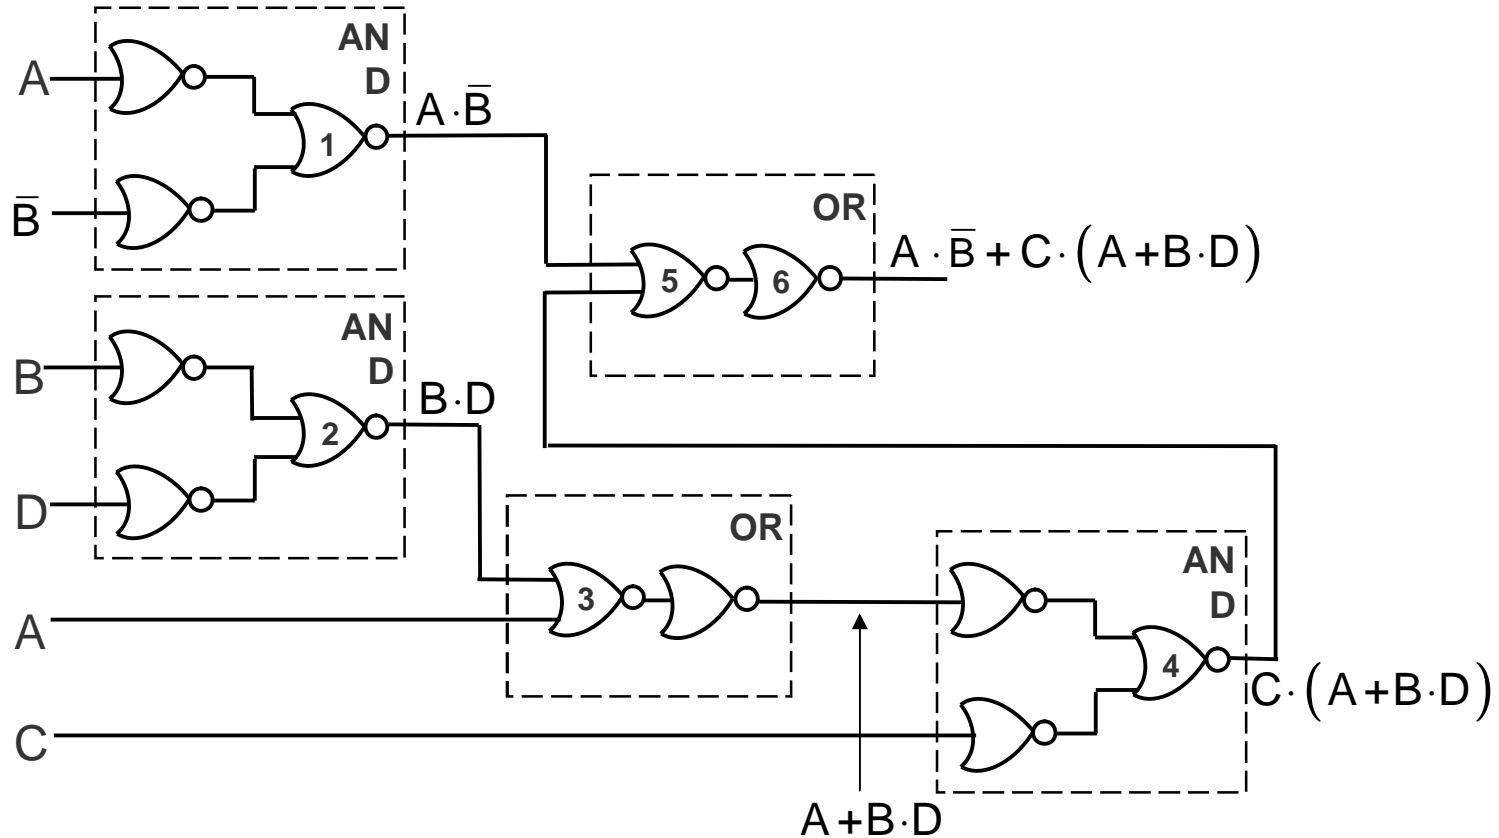 AN
D
A
1
A·B̅
B̅
OR
5
6
A·B̅+C·(A+B·D)
AN
D
B
2
B·D
D
OR
3
A
AN
D
4
C·(A+B·D)
C
A+B·D